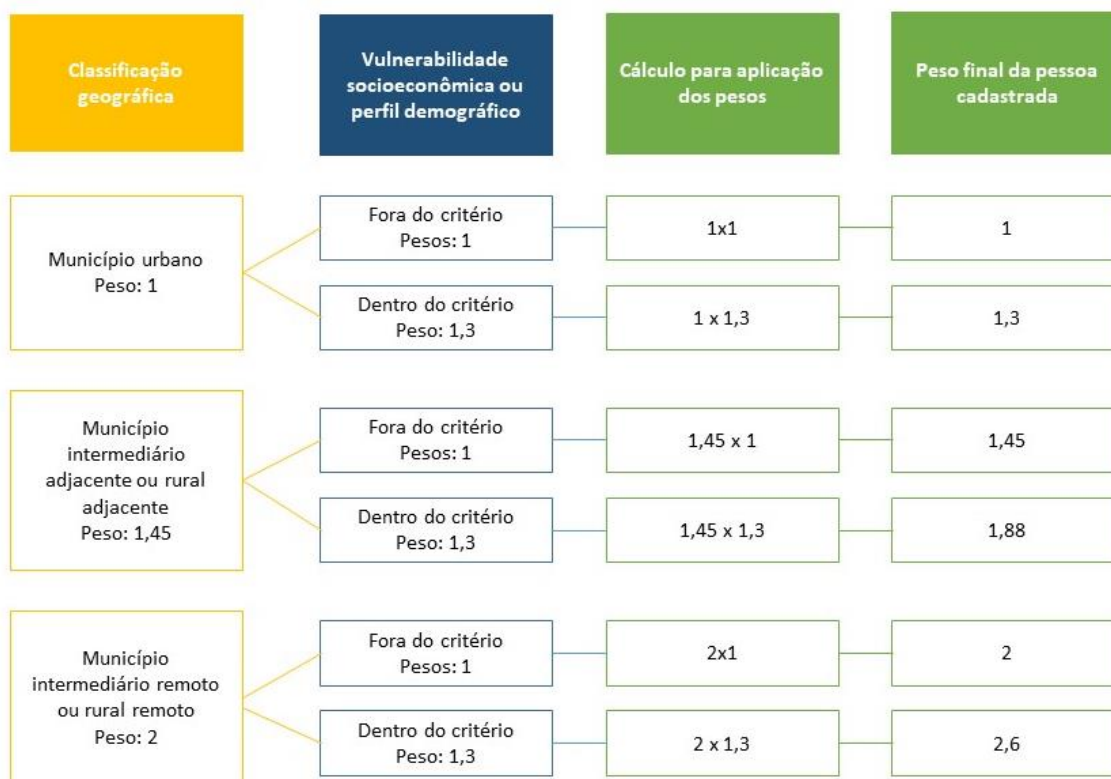 Classificação
geográfica
Vulnerabilidade
socioeconômica ou
perfil demográfico
Cálculo para aplicação
dos pesos
Peso final da pessoa
cadastrada
Município urbano
Peso: 1
Fora do critério
Pesos: 1
1x1
1
Dentro do critério
Peso: 1,3
1 x 1,3
1,3
Município
intermediário
adjacente ou rural
adjacente
Peso: 1,45
Fora do critério
Pesos: 1
1,45 x 1
1,45
Dentro do critério
Peso: 1,3
1,45 x 1,3
1,88
Município
intermediário remoto
ou rural remoto
Peso: 2
Fora do critério
Pesos: 1
2x1
2
Dentro do critério
Peso: 1,3
2 x 1,3
2,6